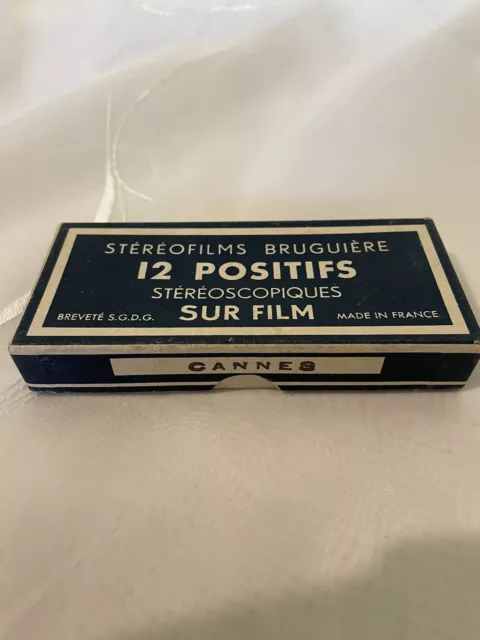 STÉRÉOFILMS BRUGUIÈRE
12 POSITIFS
STÉRÉOSCOPIQUES
SUR FILM
BREVETÉ S.G.D.G.
MADE IN FRANCE
CANNES